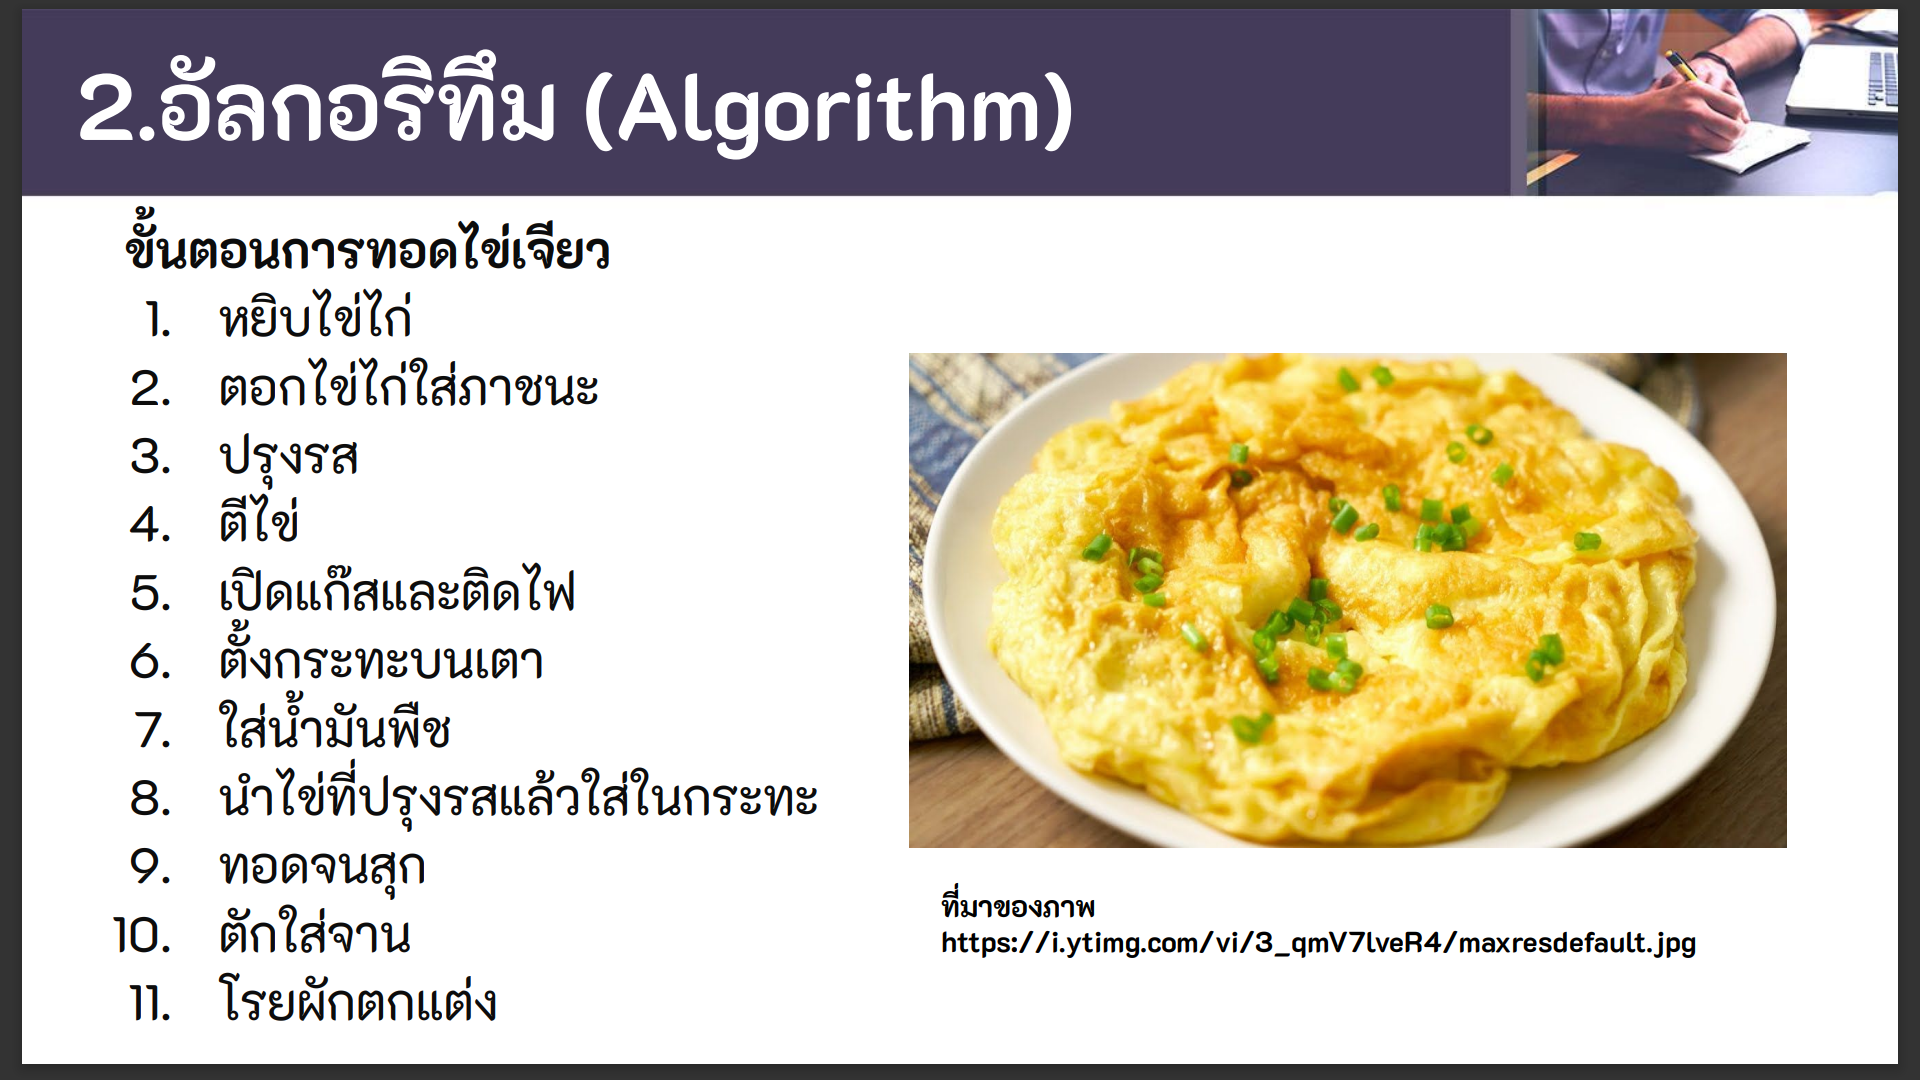 2.อัลกอริทึม (Algorithm)
ขั้นตอนการทอดไข่เจียว
1. หยิบไข่ไก่
2. ตอกไข่ไก่ใส่ภาชนะ
3. ปรุงรส
4. ตีไข่
5. เปิดแก๊สและติดไฟ
6. ตั้งกระทะบนเตา
7. ใส่น้ำมันพืช
8. นำไข่ที่ปรุงรสแล้วใส่ในกระทะ
9. ทอดจนสุก
10. ตักใส่จาน
11. โรยผักตกแต่ง
ที่มาของภาพ
https://i.ytimg.com/vi/3_qmV7lveR4/maxresdefault.jpg